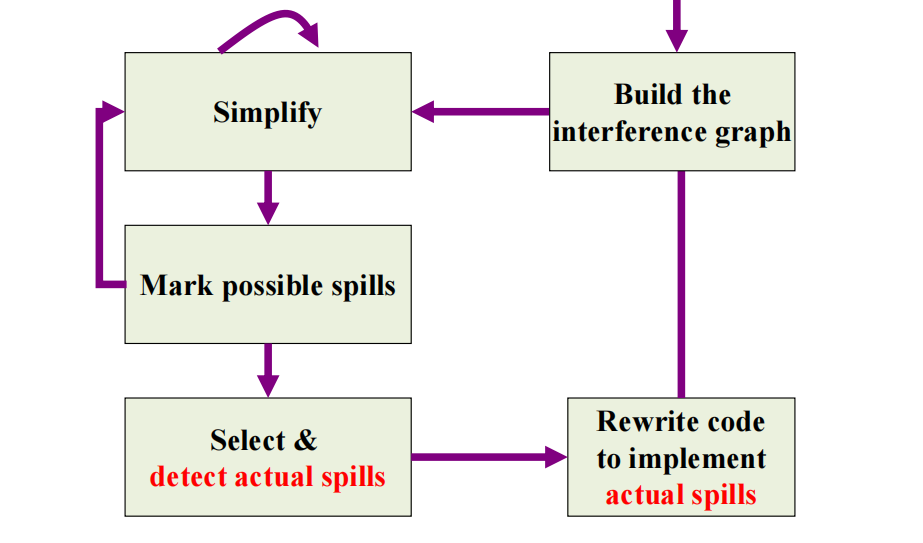 Simplify
Build the
interference graph
Mark possible spills
Select &
detect actual spills
Rewrite code
to implement
actual spills